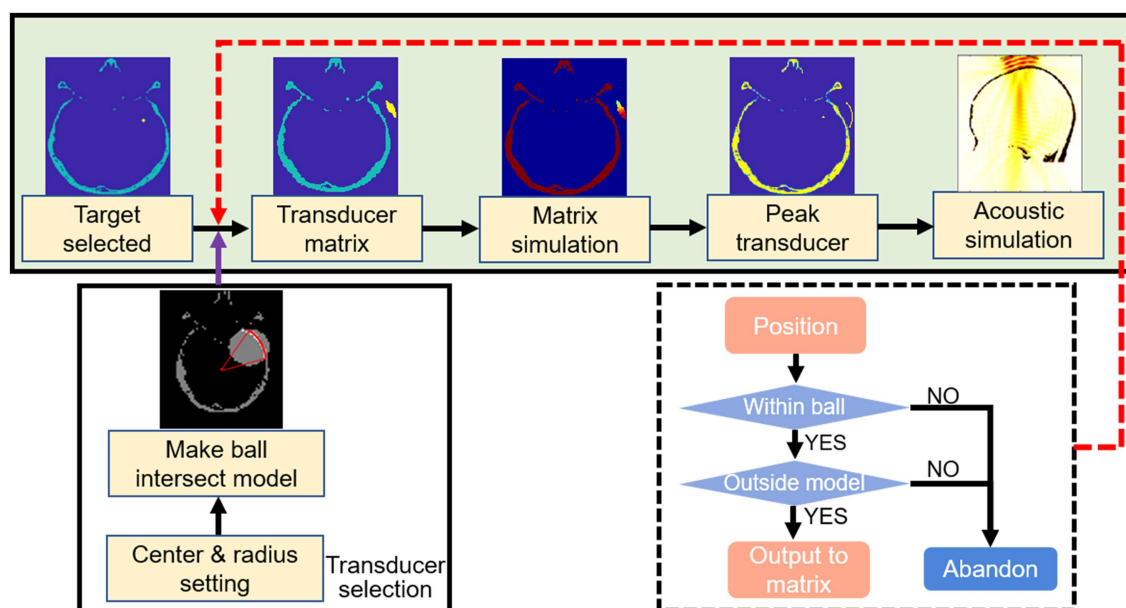 Target
selected
Transducer
matrix
Matrix
simulation
Peak
transducer
Acoustic
simulation
Make ball
intersect model
Center & radius
setting
Transducer
selection
Position
Within ball
NO
YES
Outside model
NO
YES
Output to
matrix
Abandon